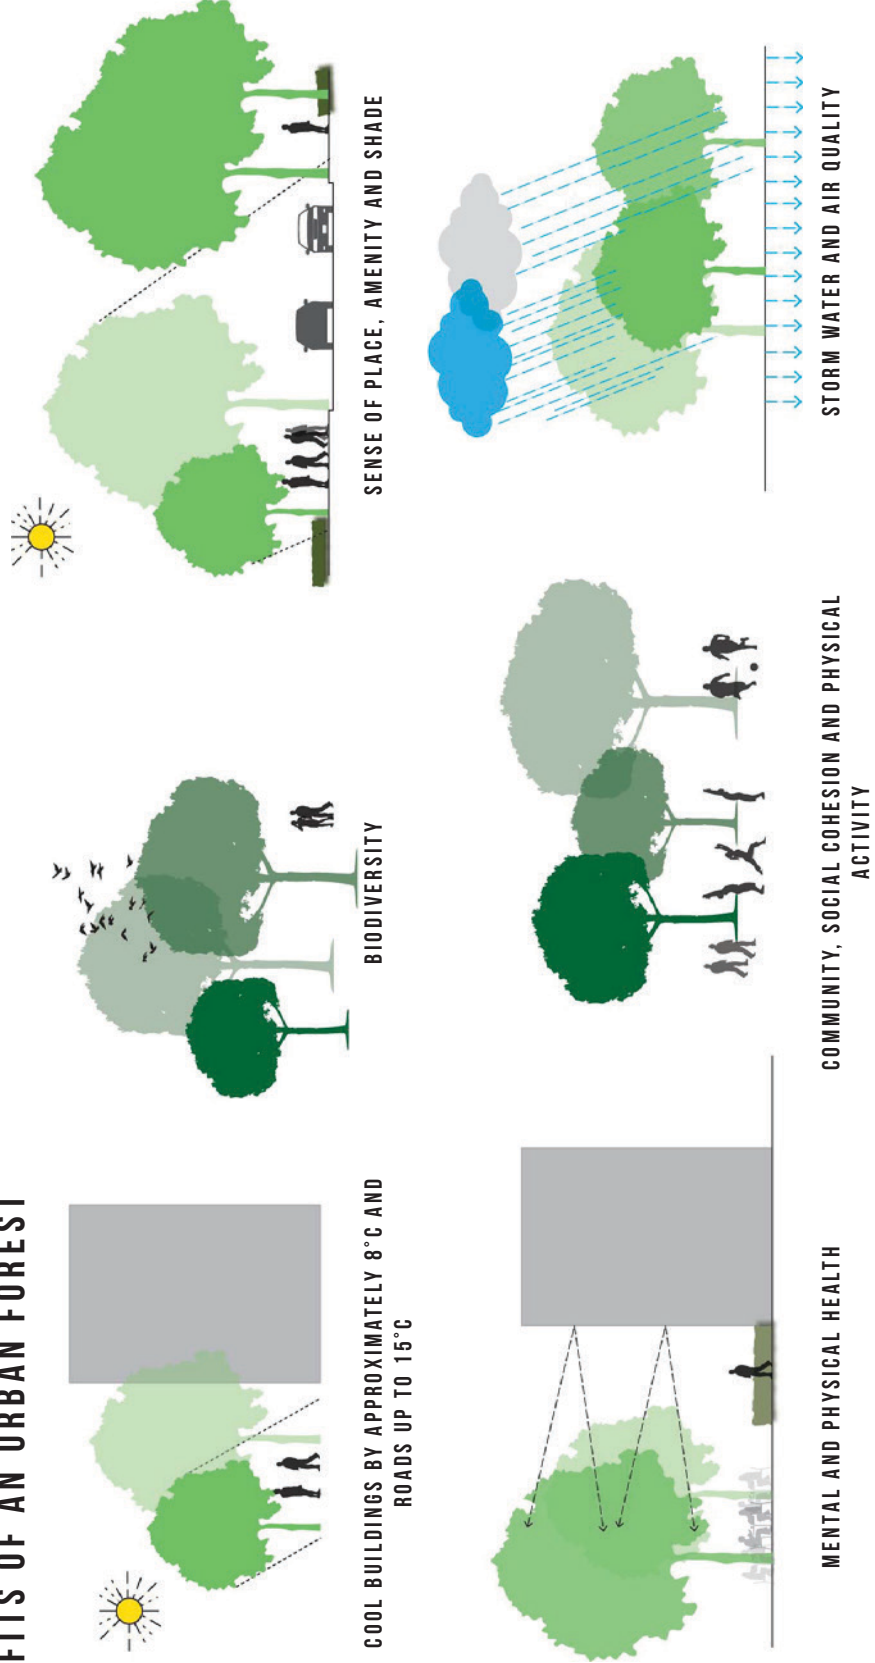 FITS OF AN URBAN FOREST
COOL BUILDINGS BY APPROXIMATELY 8°C AND
ROADS UP TO 15°C
BIODIVERSITY
SENSE OF PLACE, AMENITY AND SHADE
MENTAL AND PHYSICAL HEALTH
COMMUNITY, SOCIAL COHESION AND PHYSICAL
ACTIVITY
STORM WATER AND AIR QUALITY